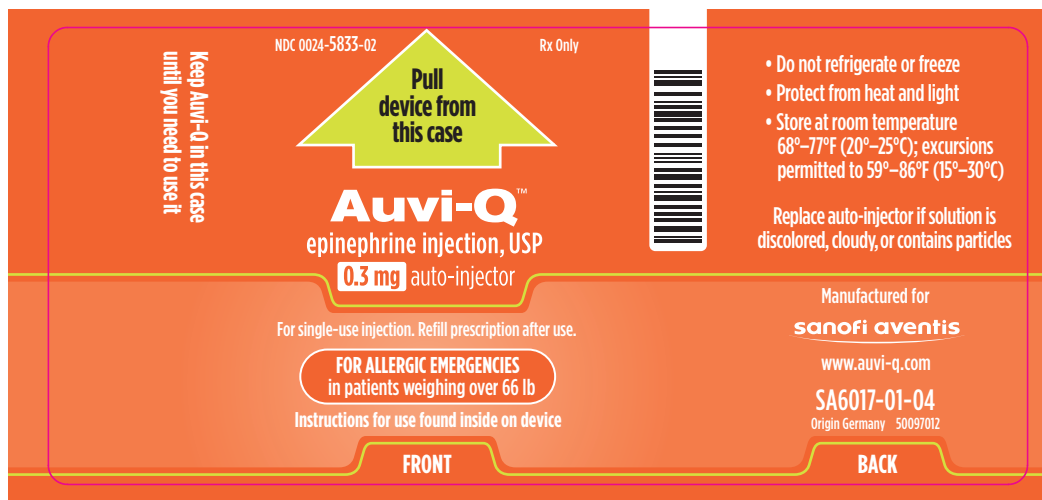 Keep Auvi-Q in this case
until you need to use it
NDC 0024-5833-02
Rx Only
Pull
device from
this case
Auvi-Q™
epinephrine injection, USP
0.3 mg auto-injector
For single-use injection. Refill prescription after use.
FOR ALLERGIC EMERGENCIES
in patients weighing over 66 lb
Instructions for use found inside on device
FRONT
• Do not refrigerate or freeze
• Protect from heat and light
• Store at room temperature
68°–77°F (20°–25°C); excursions
permitted to 59°–86°F (15°–30°C)
Replace auto-injector if solution is
discolored, cloudy, or contains particles
Manufactured for
sanofi aventis
www.auvi-q.com
SA6017-01-04
Origin Germany 50097012
BACK